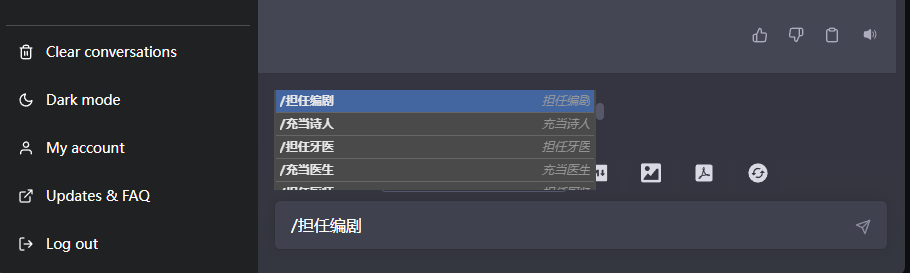 Clear conversations
Dark mode
My account
Updates & FAQ
Log out
/担任编剧 担任编剧
/充当诗人 充当诗人
/担任牙医 担任牙医
/充当医生 充当医生
/担任编剧